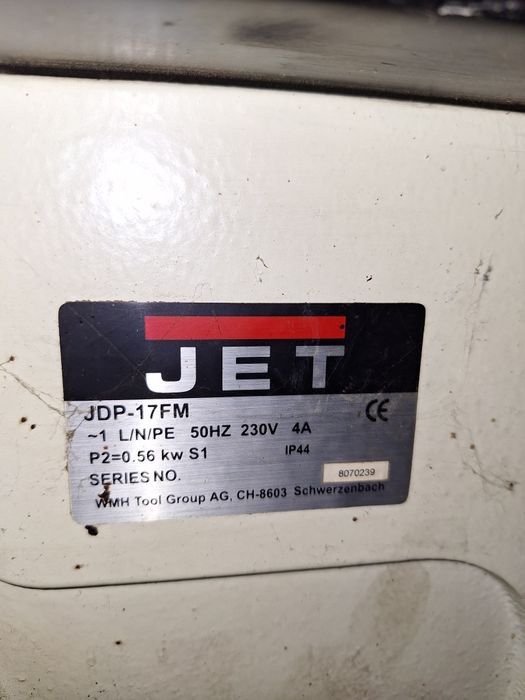 JET
JDP-17FM
~1 L/N/PE 50HZ 230V 4A CE
P2=0.56 kw S1 IP44
SERIES NO. 8070239
WMH Tool Group AG, CH-8603 Schwerzenbach